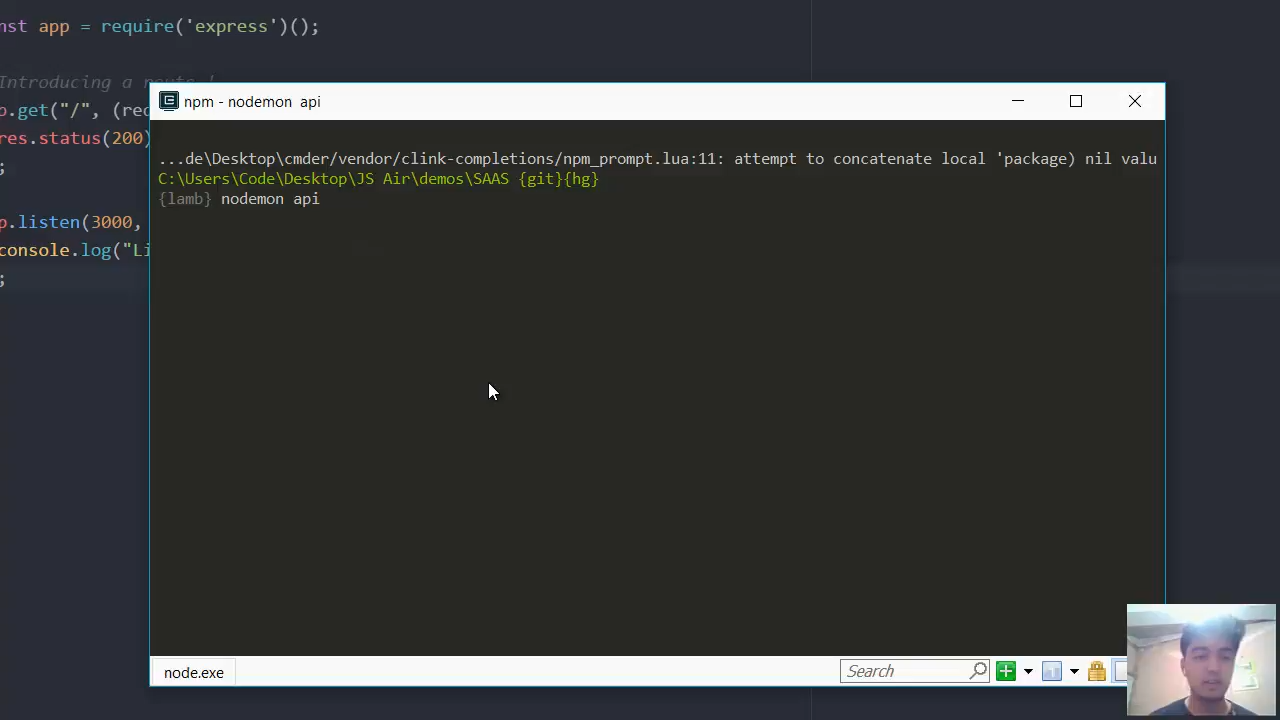 nst app = require('express')();
Introducing a route !
p.get("/", (req
res.status(200)
;
p.listen(3000,
console.log("Li
;
npm - nodemon api
...de\Desktop\cmder/vendor/clink-completions/npm_prompt.lua:11: attempt to concatenate local 'package) nil valu
C:\Users\Code\Desktop\JS Air\demos\SAAS {git}{hg}
{lamb} nodemon api
node.exe
Search